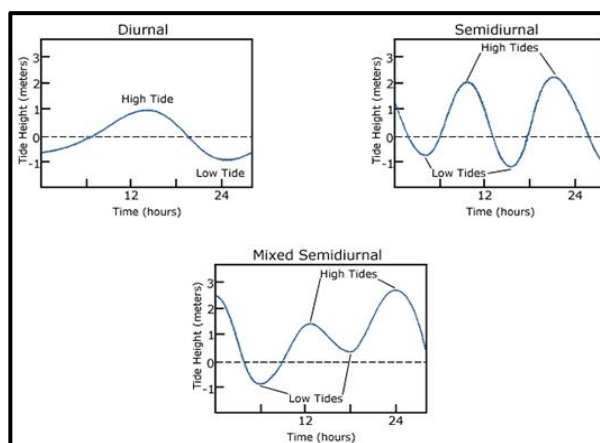 Diurnal
Tide Height (meters)
3
2
1
0
-1
High Tide
Low Tide
12
24
Time (hours)
Semidiurnal
Tide Height (meters)
3
2
1
0
-1
High Tides
Low Tides
12
24
Time (hours)
Mixed Semidiurnal
Tide Height (meters)
3
2
1
0
-1
High Tides
Low Tides
12
24
Time (hours)